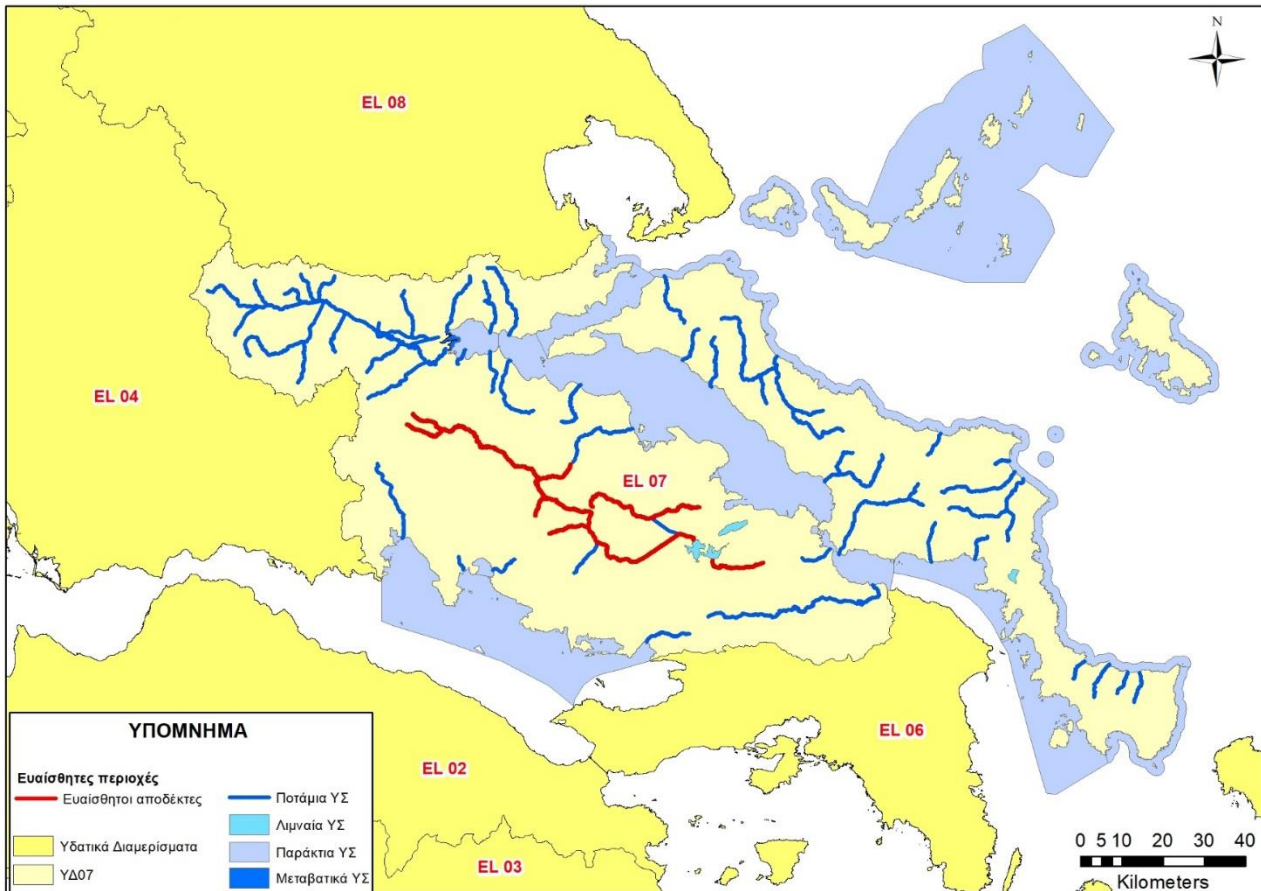 N
EL 08
EL 04
EL 07
EL 06
EL 02
EL 03
ΥΠΟΜΝΗΜΑ
Ευαίσθητες περιοχές
Ευαίσθητοι αποδέκτες
Υδατικά Διαμερίσματα
ΥΔ07
Ποτάμια ΥΣ
Λιμναία ΥΣ
Παράκτια ΥΣ
Μεταβατικά ΥΣ
0 5 10 20 30 40
Kilometers